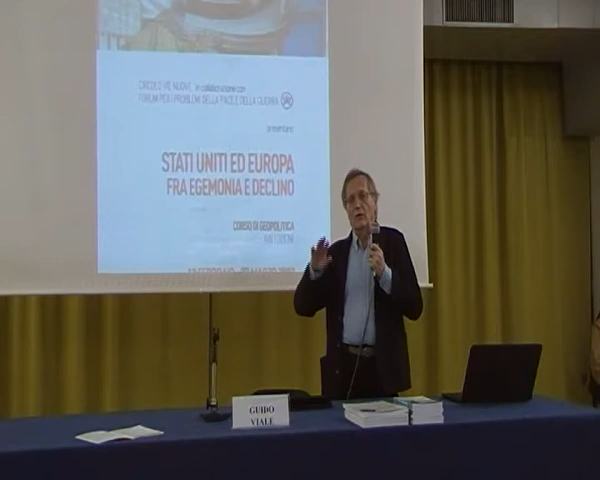 CIRCOLO VIE NUOVE in collaborazione con
FORUM PER I PROBLEMI DELLA PACE E DELLA GUERRA
presentano
STATI UNITI ED EUROPA
FRA EGEMONIA E DECLINO
CORSO DI GEOPOLITICA
GUIDO
VIALE